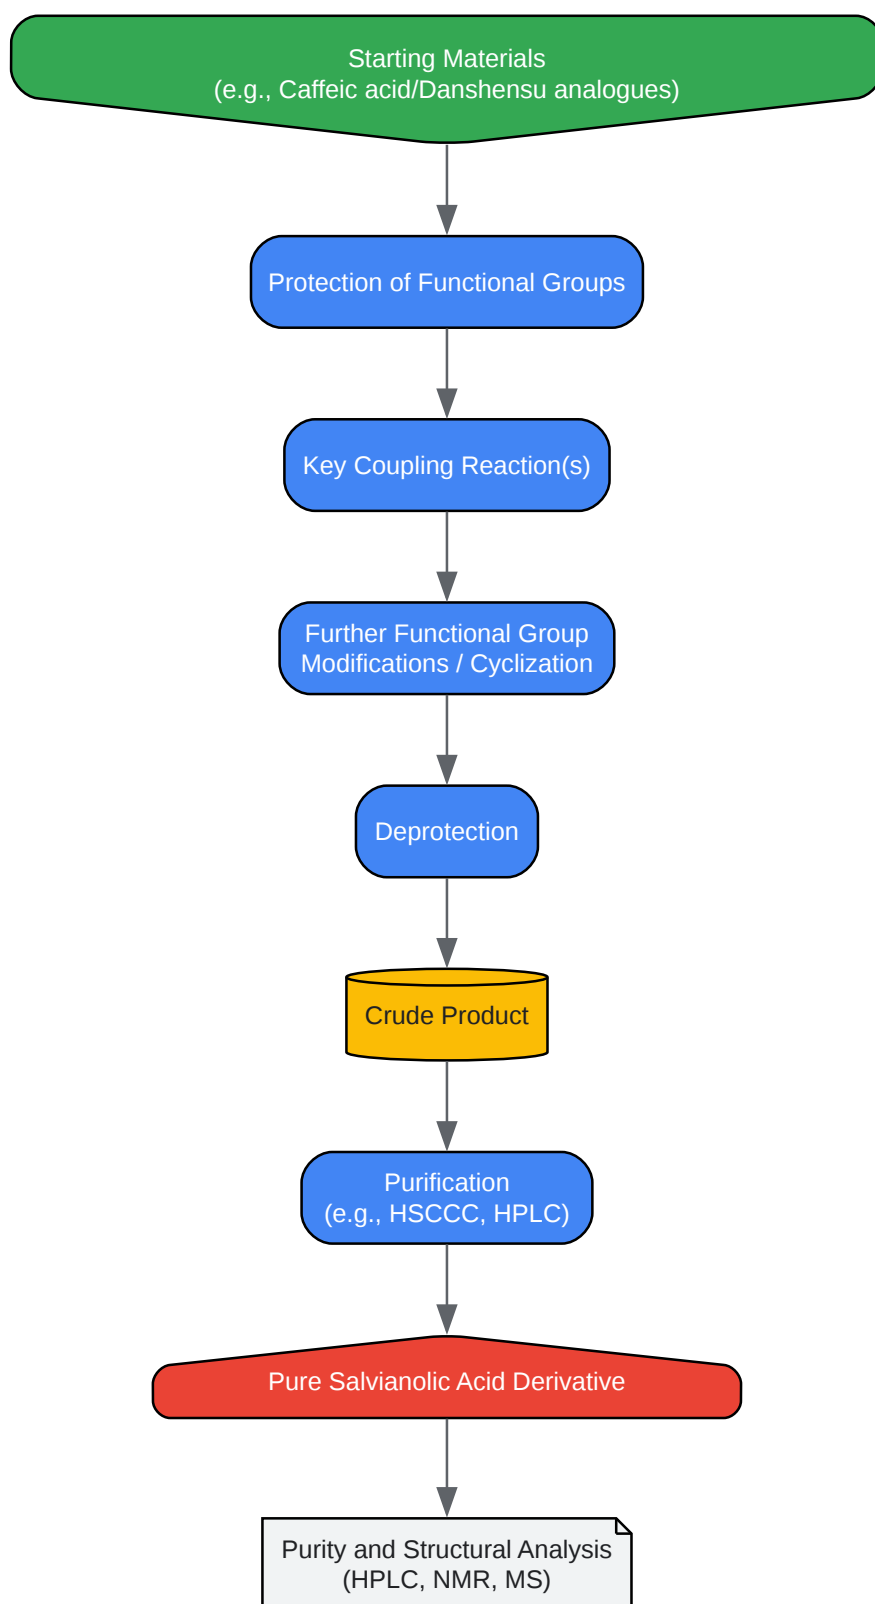 Starting Materials
(e.g., Caffeic acid/Danshensu analogues)
Protection of Functional Groups
Key Coupling Reaction(s)
Further Functional Group
Modifications / Cyclization
Deprotection
Crude Product
Purification
(e.g., HSCCC, HPLC)
Pure Salvianolic Acid Derivative
Purity and Structural Analysis
(HPLC, NMR, MS)